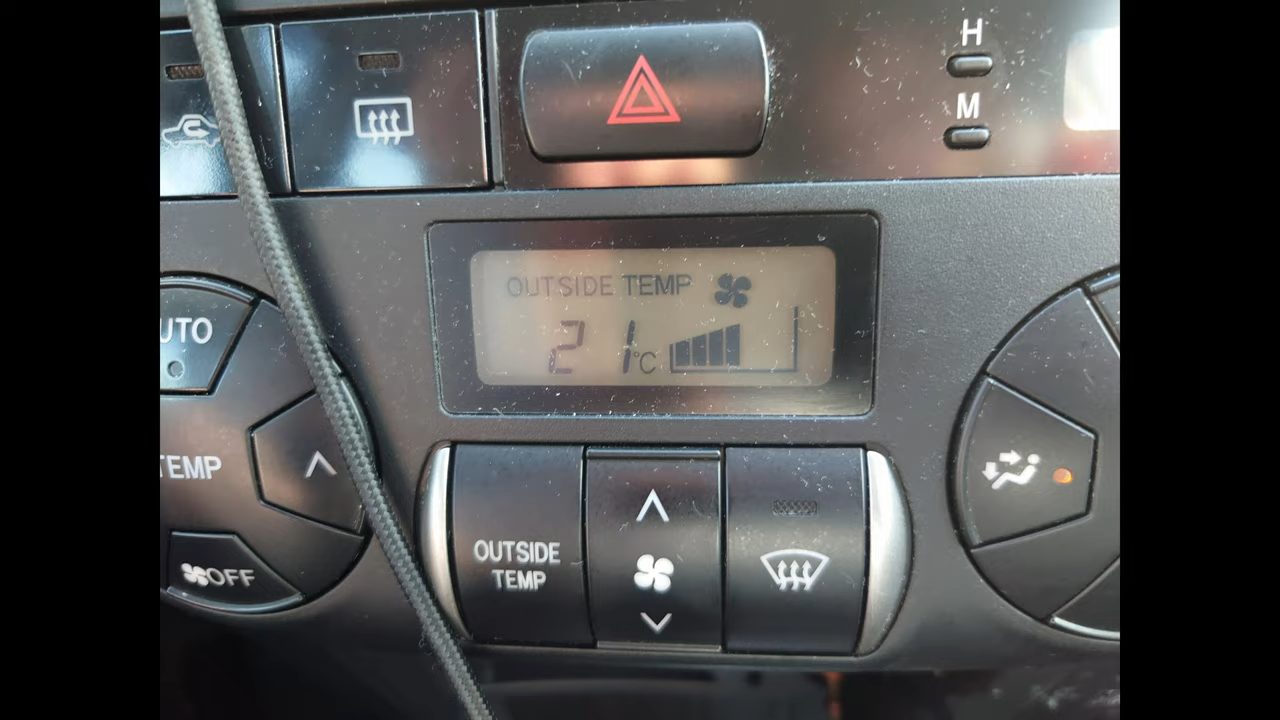 H
M
OUTSIDE TEMP
21°C
UTO
TEMP
OFF
OUTSIDE
TEMP